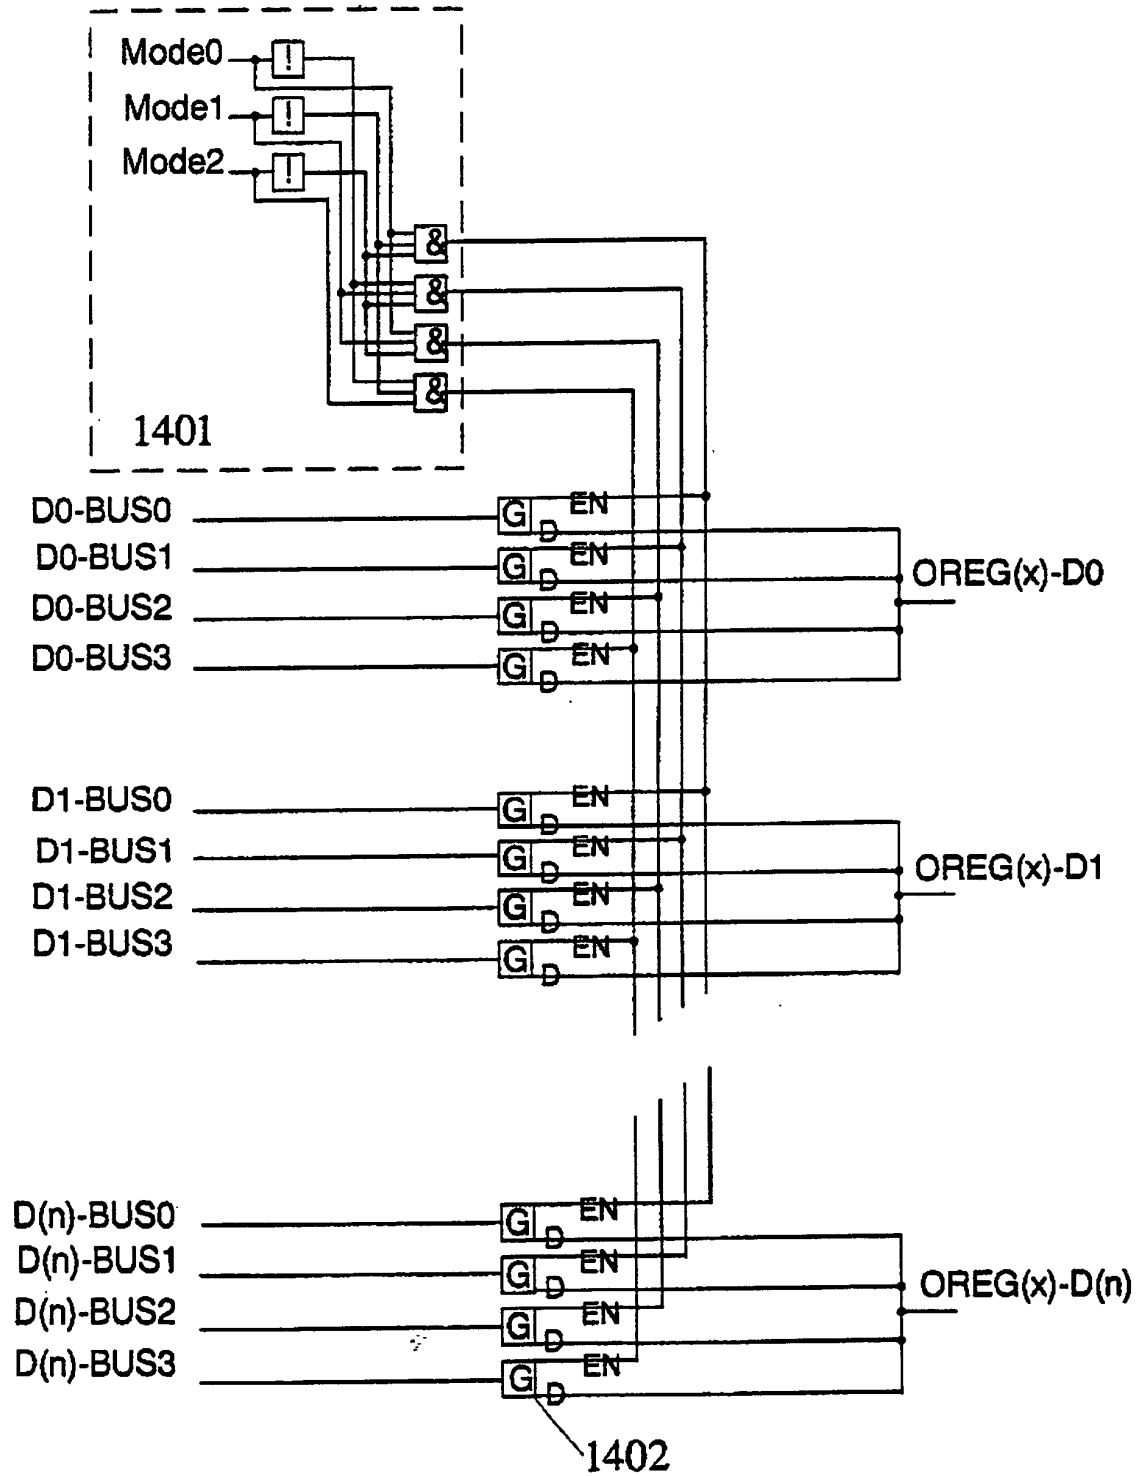 Mode0 !
Mode1 !
Mode2 !
&
&
&
&
1401
D0-BUS0 G EN D
D0-BUS1 G EN D
D0-BUS2 G EN D
D0-BUS3 G EN D
OREG(x)-D0
D1-BUS0 G EN D
D1-BUS1 G EN D
D1-BUS2 G EN D
D1-BUS3 G EN D
OREG(x)-D1
D(n)-BUS0 G EN D
D(n)-BUS1 G EN D
D(n)-BUS2 G EN D
D(n)-BUS3 G EN D
OREG(x)-D(n)
1402